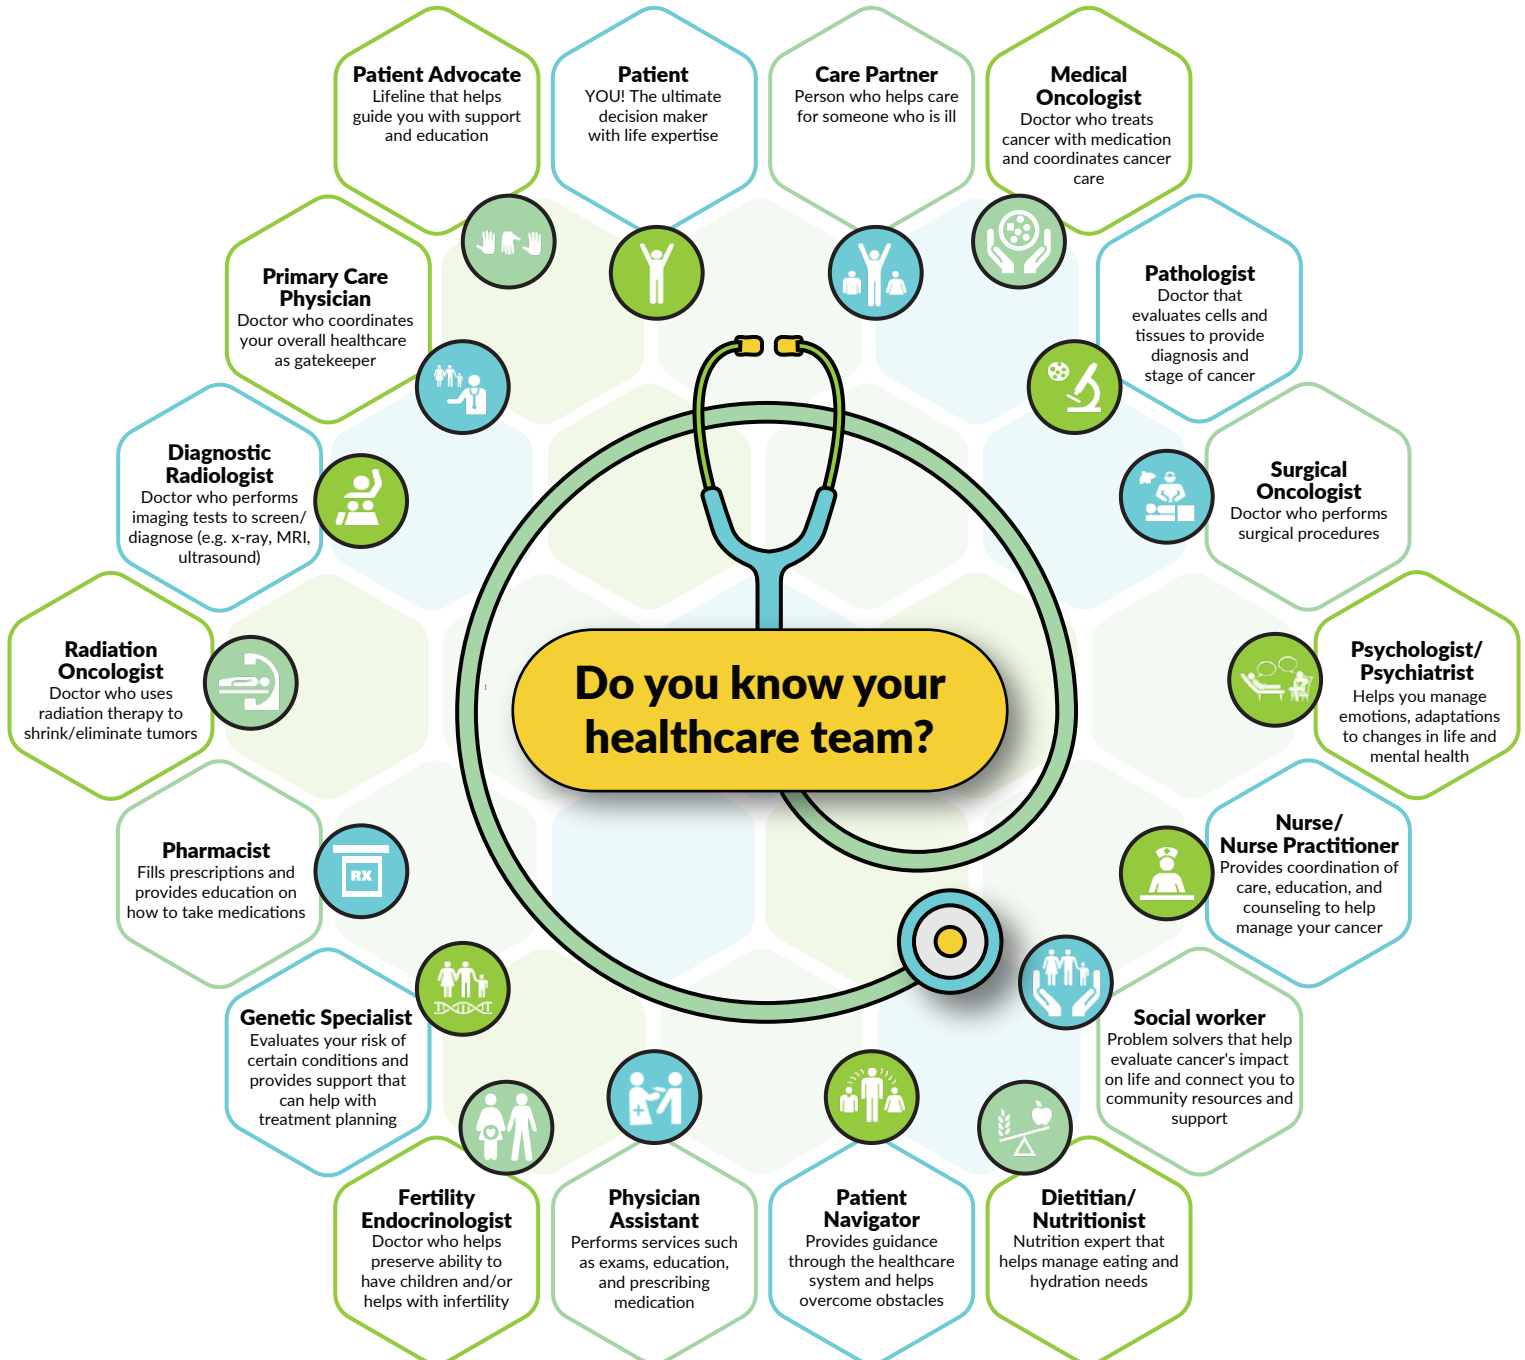 Patient Advocate
Lifeline that helps
guide you with support
and education
Patient
YOU! The ultimate
decision maker
with life expertise
Care Partner
Person who helps care
for someone who is ill
Medical
Oncologist
Doctor who treats
cancer with medication
and coordinates cancer
care
Primary Care
Physician
Doctor who coordinates
your overall healthcare
as gatekeeper
Pathologist
Doctor that
evaluates cells and
tissues to provide
diagnosis and
stage of cancer
Diagnostic
Radiologist
Doctor who performs
imaging tests to screen/
diagnose (e.g. x-ray, MRI,
ultrasound)
Surgical
Oncologist
Doctor who performs
surgical procedures
Radiation
Oncologist
Doctor who uses
radiation therapy to
shrink/eliminate tumors
Do you know your
healthcare team?
Psychologist/
Psychiatrist
Helps you manage
emotions, adaptations
to changes in life and
mental health
Pharmacist
Fills prescriptions and
provides education on
how to take medications
RX
Nurse/
Nurse Practitioner
Provides coordination of
care, education, and
counseling to help
manage your cancer
Genetic Specialist
Evaluates your risk of
certain conditions and
provides support that
can help with
treatment planning
Social worker
Problem solvers that help
evaluate cancer's impact
on life and connect you to
community resources and
support
Fertility
Endocrinologist
Doctor who helps
preserve ability to
have children and/or
helps with infertility
Physician
Assistant
Performs services such
as exams, education,
and prescribing
medication
Patient
Navigator
Provides guidance
through the healthcare
system and helps
overcome obstacles
Dietitian/
Nutritionist
Nutrition expert that
helps manage eating and
hydration needs